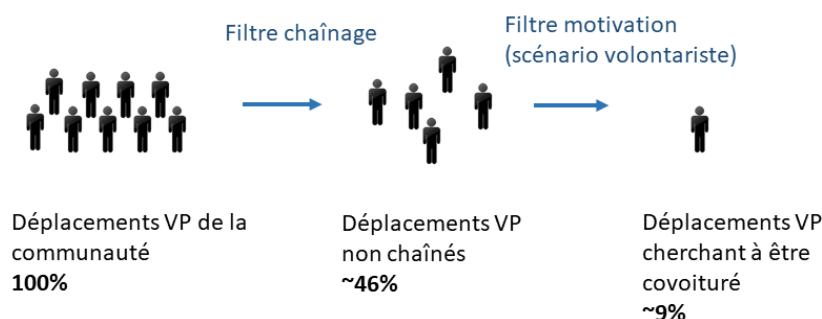 Filtre chaînage
Filtre motivation
(scénario volontariste)
Déplacements VP de la
communauté
100%
Déplacements VP
non chaînés
~46%
Déplacements VP
cherchant à être
covoituré
~9%